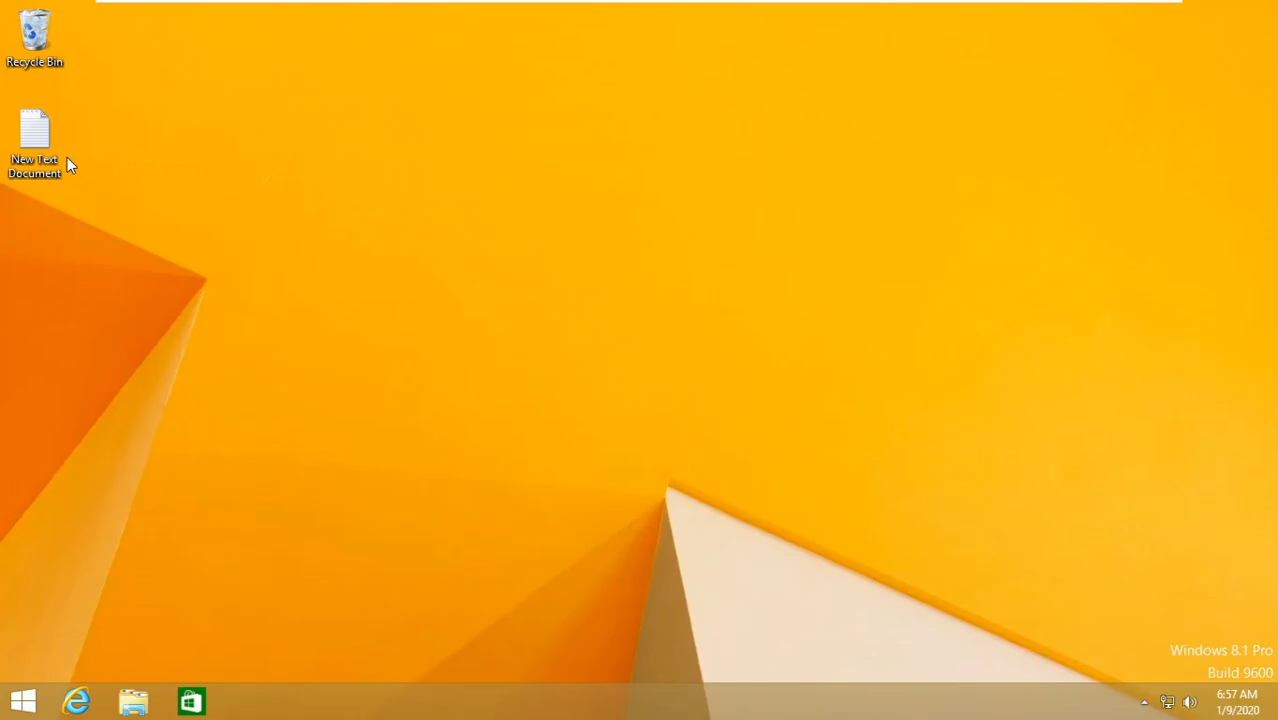 Recycle Bin
New Text
Document
Windows 8.1 Pro
Build 9600
6:57 AM
1/9/2020